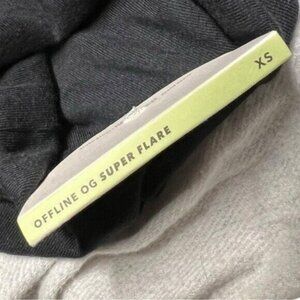 OFFLINE OG SUPER FLARE XS